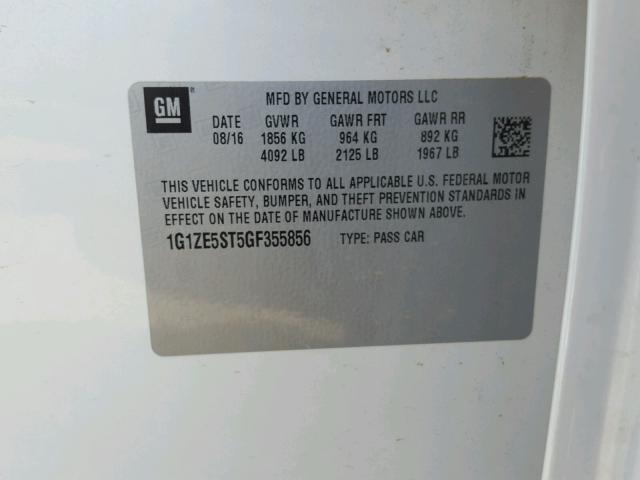 GM
MFD BY GENERAL MOTORS LLC
DATE GVWR GAWR FRT GAWR RR
08/16 1856 KG 964 KG 892 KG
4092 LB 2125 LB 1967 LB
THIS VEHICLE CONFORMS TO ALL APPLICABLE U.S. FEDERAL MOTOR
VEHICLE SAFETY, BUMPER, AND THEFT PREVENTION STANDARDS IN
EFFECT ON THE DATE OF MANUFACTURE SHOWN ABOVE.
1G1ZE5ST5GF355856 TYPE: PASS CAR